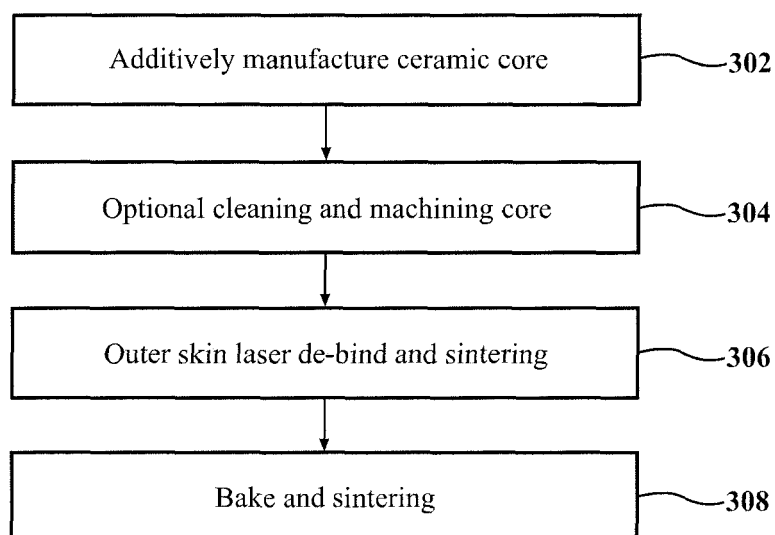 Additively manufacture ceramic core 302
Optional cleaning and machining core 304
Outer skin laser de-bind and sintering 306
Bake and sintering 308